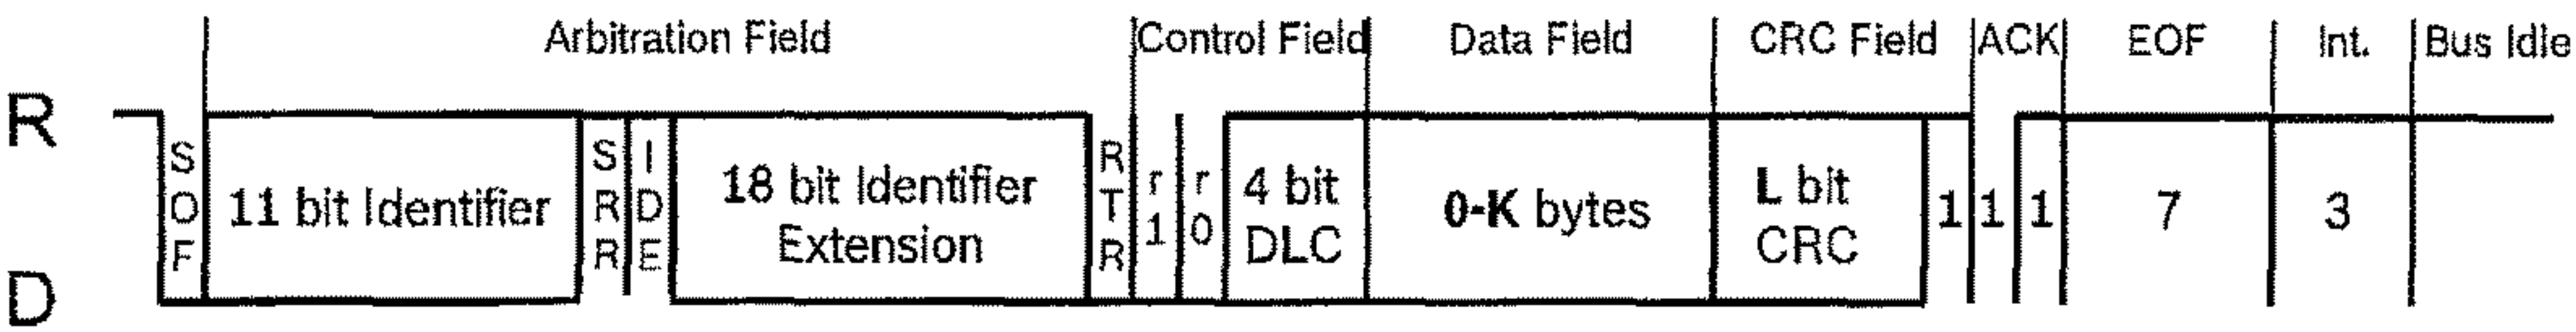 Arbitration Field Control Field Data Field CRC Field ACK EOF Int. Bus Idle
R
D
SOF
11 bit Identifier
SRR
IDE
18 bit Identifier
Extension
RTR
r1
r0
4 bit
DLC
0-K bytes
L bit
CRC
1
1
1
7
3